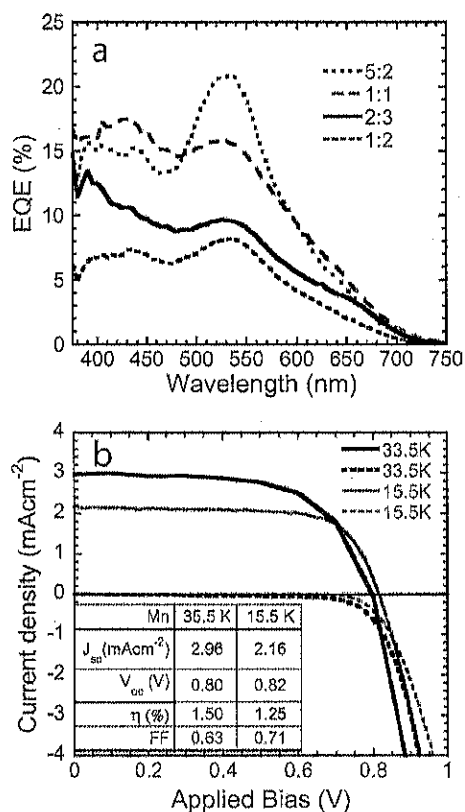 25
20
15
10
5
0
EQE (%)
a
5:2
1:1
2:3
1:2
400 450 500 550 600 650 700 750
Wavelength (nm)
b
4
3
2
1
0
-1
-2
-3
-4
Current density (mAcm-2)
33.5K
33.5K
15.5K
15.5K
Mn 35.5 K 15.5 K
Jsc(mAcm-2) 2.96 2.16
Voc (V) 0.80 0.82
η (%) 1.50 1.25
FF 0.63 0.71
0 0.2 0.4 0.6 0.8 1
Applied Bias (V)